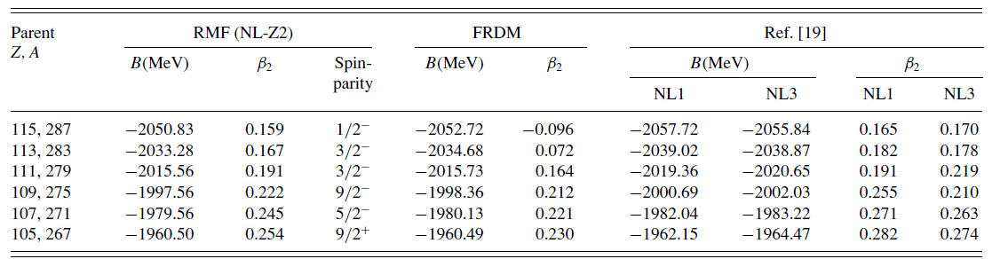 Parent RMF (NL-Z2) FRDM Ref. [19]
Z, A
B(MeV) β₂ Spin- B(MeV) β₂ B(MeV) β₂
parity
NL1 NL3 NL1 NL3
115, 287 −2050.83 0.159 1/2⁻ −2052.72 −0.096 −2057.72 −2055.84 0.165 0.170
113, 283 −2033.28 0.167 3/2⁻ −2034.68 0.072 −2039.02 −2038.87 0.182 0.178
111, 279 −2015.56 0.191 3/2⁻ −2015.73 0.164 −2019.36 −2020.65 0.191 0.219
109, 275 −1997.56 0.222 9/2⁻ −1998.36 0.212 −2000.69 −2002.03 0.255 0.210
107, 271 −1979.56 0.245 5/2⁻ −1980.13 0.221 −1982.04 −1983.22 0.271 0.263
105, 267 −1960.50 0.254 9/2⁺ −1960.49 0.230 −1962.15 −1964.47 0.282 0.274